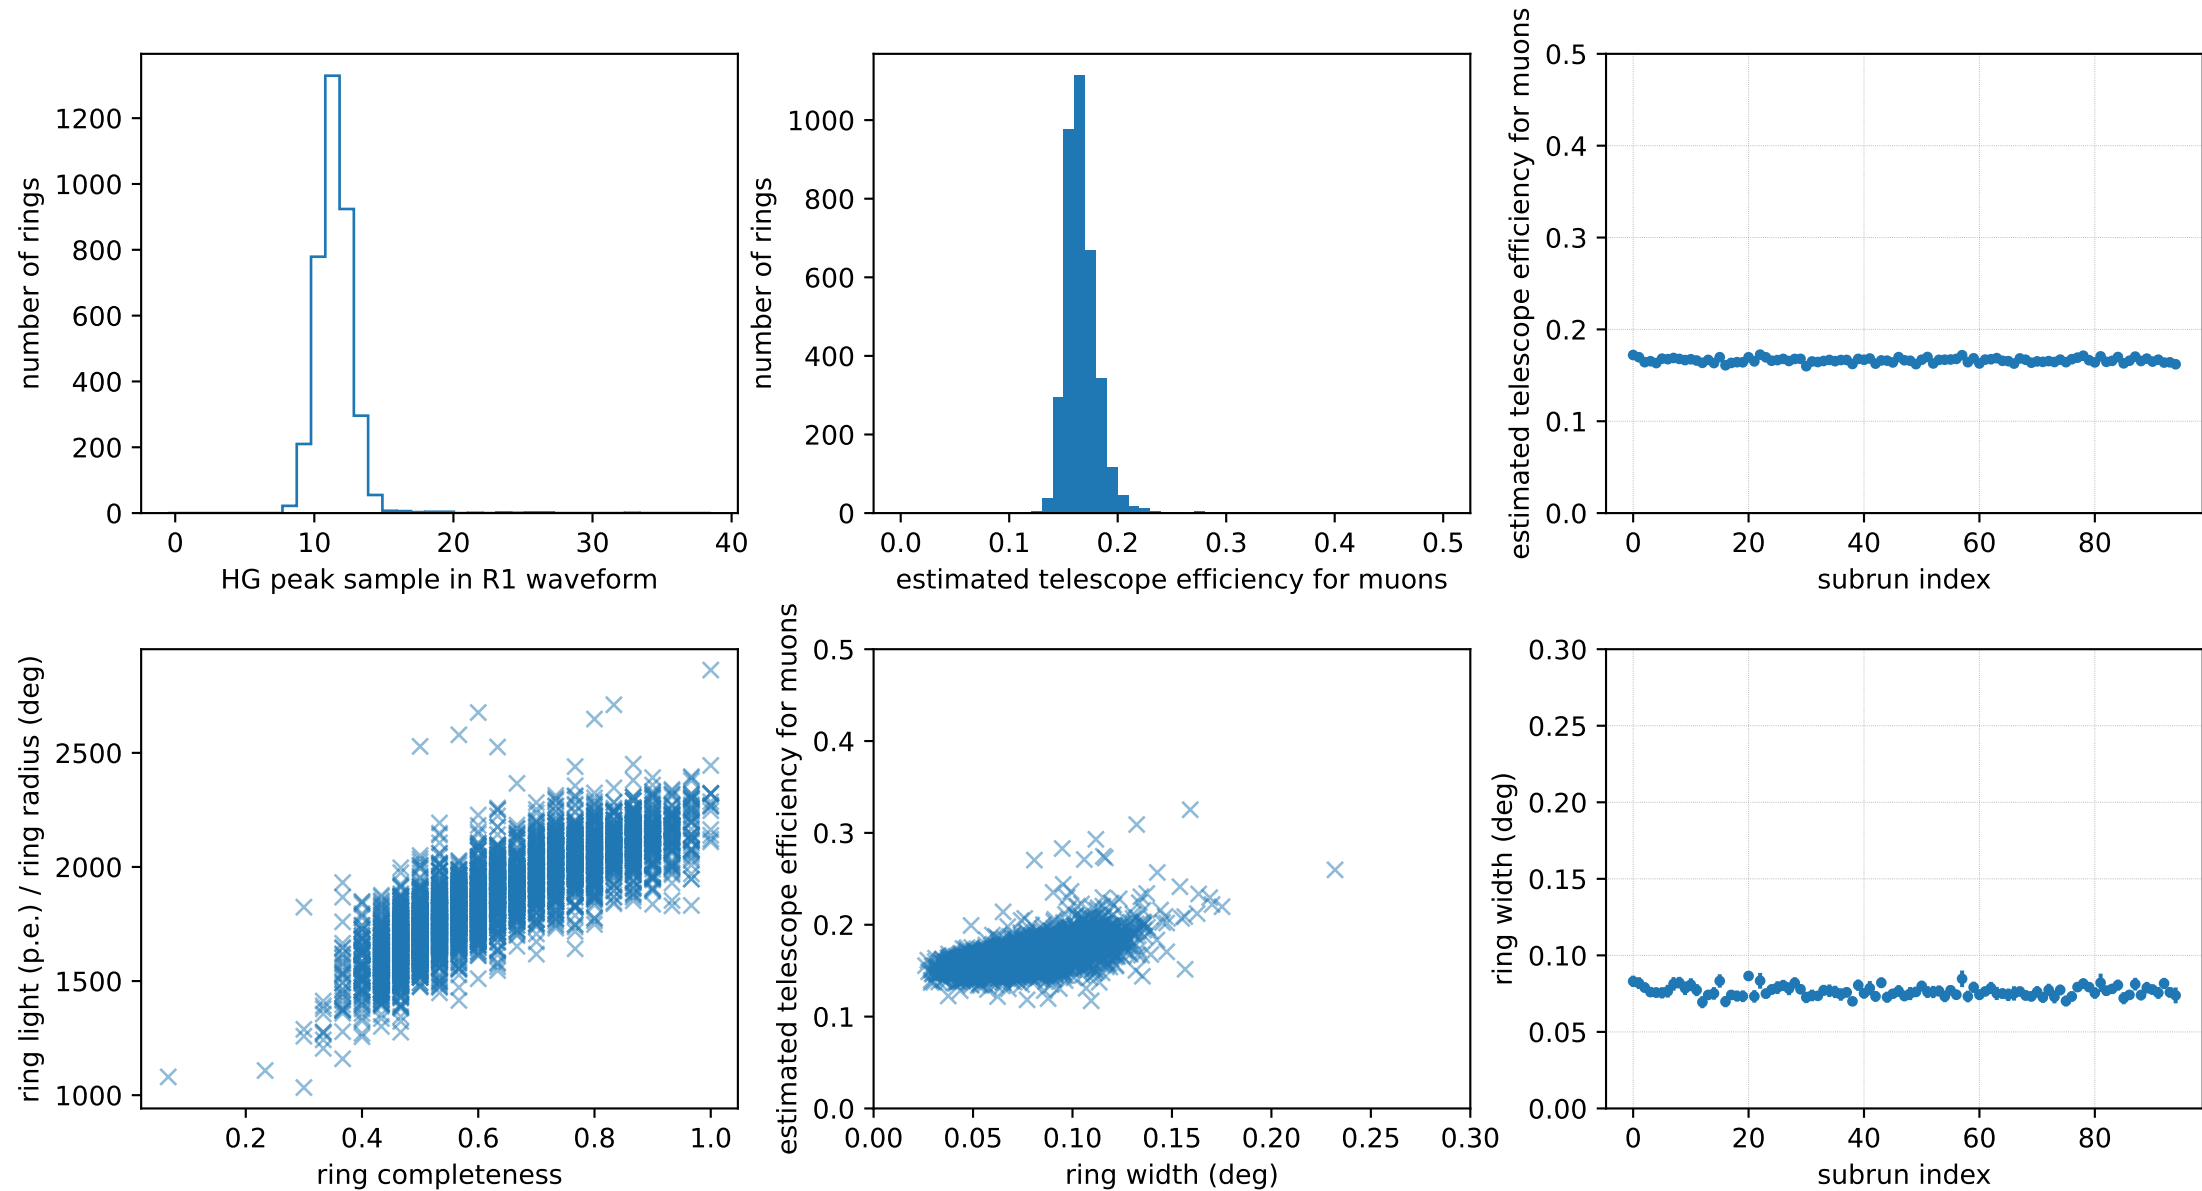 number of rings
1200
1000
800
600
400
200
0
0 10 20 30 40
HG peak sample in R1 waveform
number of rings
1000
800
600
400
200
0
0.0 0.1 0.2 0.3 0.4 0.5
estimated telescope efficiency for muons
estimated telescope efficiency for muons
0.5
0.4
0.3
0.2
0.1
0.0
0 20 40 60 80
subrun index
ring light (p.e.) / ring radius (deg)
2500
2000
1500
1000
0.2 0.4 0.6 0.8 1.0
ring completeness
estimated telescope efficiency for muons
0.5
0.4
0.3
0.2
0.1
0.0
0.00 0.05 0.10 0.15 0.20 0.25 0.30
ring width (deg)
ring width (deg)
0.30
0.25
0.20
0.15
0.10
0.05
0.00
0 20 40 60 80
subrun index